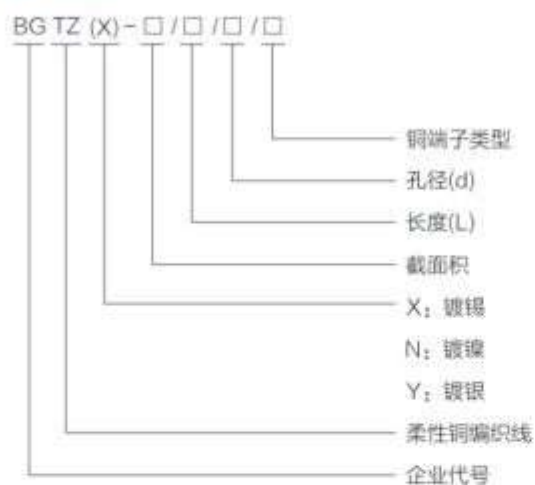 BG TZ (X) - □ / □ / □ / □
铜端子类型
孔径(d)
长度(L)
截面积
X：镀锡
N：镀镍
Y：镀银
柔性铜编织线
企业代号